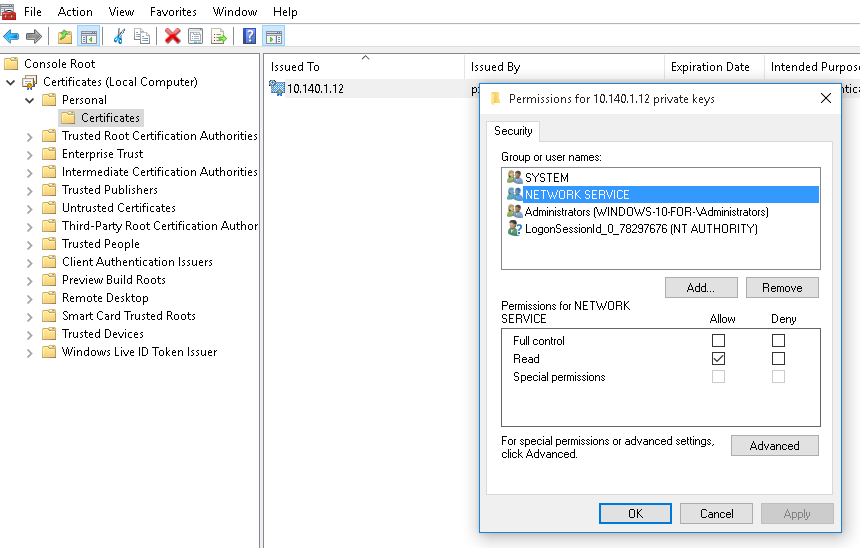 File Action View Favorites Window Help
Console Root
Certificates (Local Computer)
Personal
Certificates
Trusted Root Certification Authorities
Enterprise Trust
Intermediate Certification Authorities
Trusted Publishers
Untrusted Certificates
Third-Party Root Certification Author
Trusted People
Client Authentication Issuers
Preview Build Roots
Remote Desktop
Smart Card Trusted Roots
Trusted Devices
Windows Live ID Token Issuer
Issued To Issued By Expiration Date Intended Purpos
10.140.1.12
Permissions for 10.140.1.12 private keys
Security
Group or user names:
SYSTEM
NETWORK SERVICE
Administrators (WINDOWS-10-FOR-\Administrators)
LogonSessionId_0_78297676 (NT AUTHORITY)
Add... Remove
Permissions for NETWORK
SERVICE Allow Deny
Full control
Read
Special permissions
For special permissions or advanced settings,
click Advanced.
Advanced
OK Cancel Apply